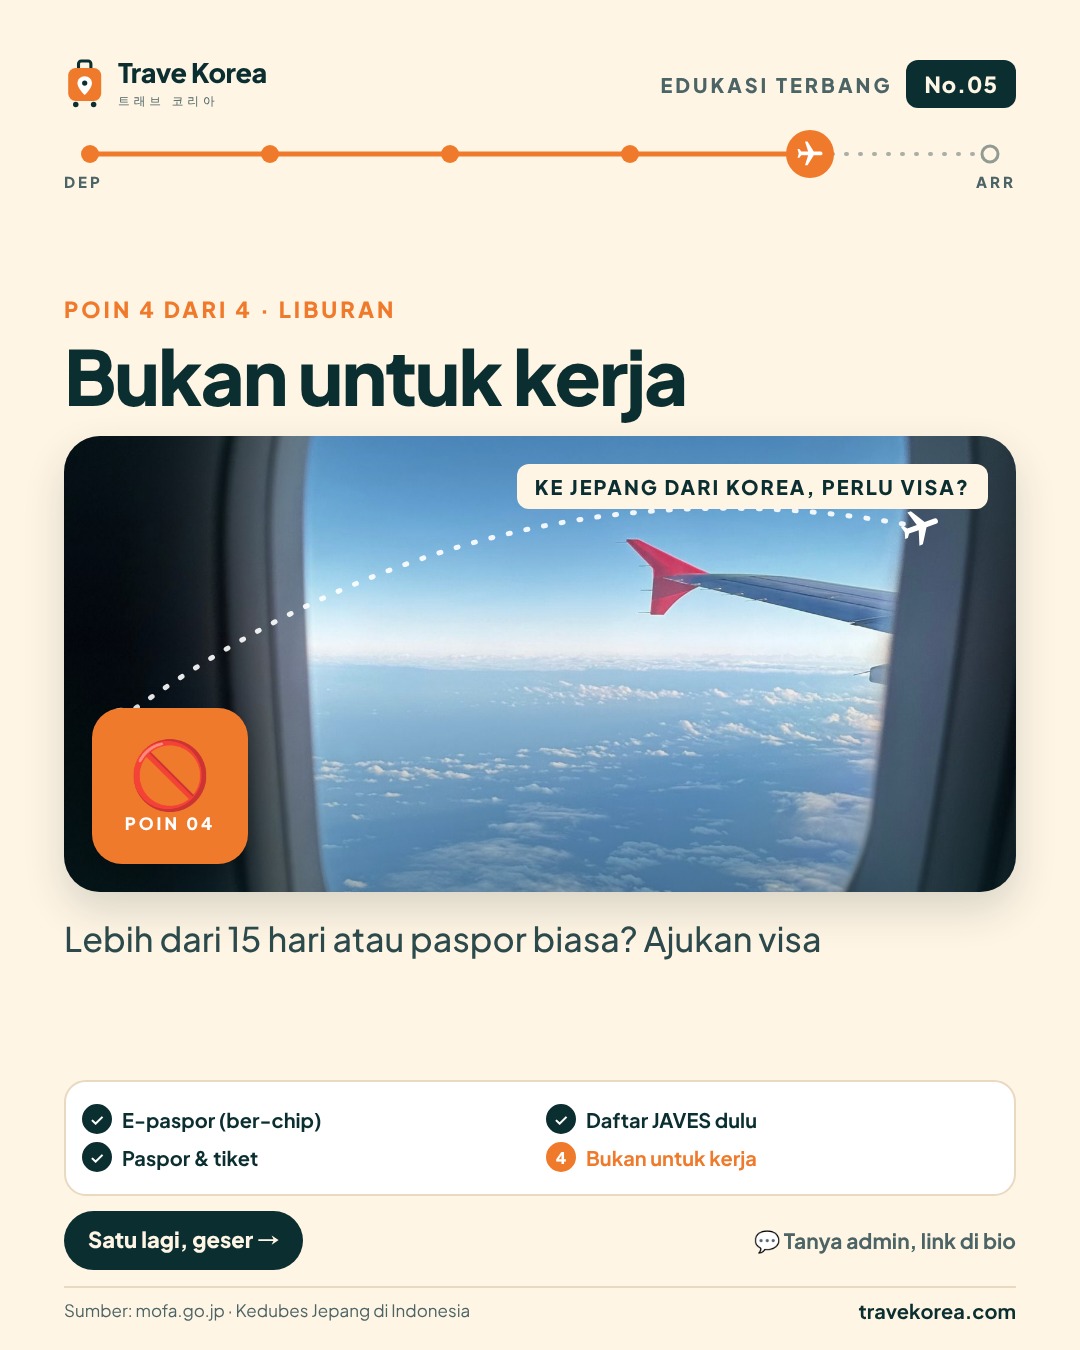 Trave Korea
트래브 코리아
EDUKASI TERBANG
No.05
DEP
ARR
POIN 4 DARI 4 · LIBURAN
Bukan untuk kerja
KE JEPANG DARI KOREA, PERLU VISA?
POIN 04
Lebih dari 15 hari atau paspor biasa? Ajukan visa
E-paspor (ber-chip)
Daftar JAVES dulu
Paspor & tiket
4 Bukan untuk kerja
Satu lagi, geser →
💬 Tanya admin, link di bio
Sumber: mofa.go.jp · Kedubes Jepang di Indonesia
travekorea.com